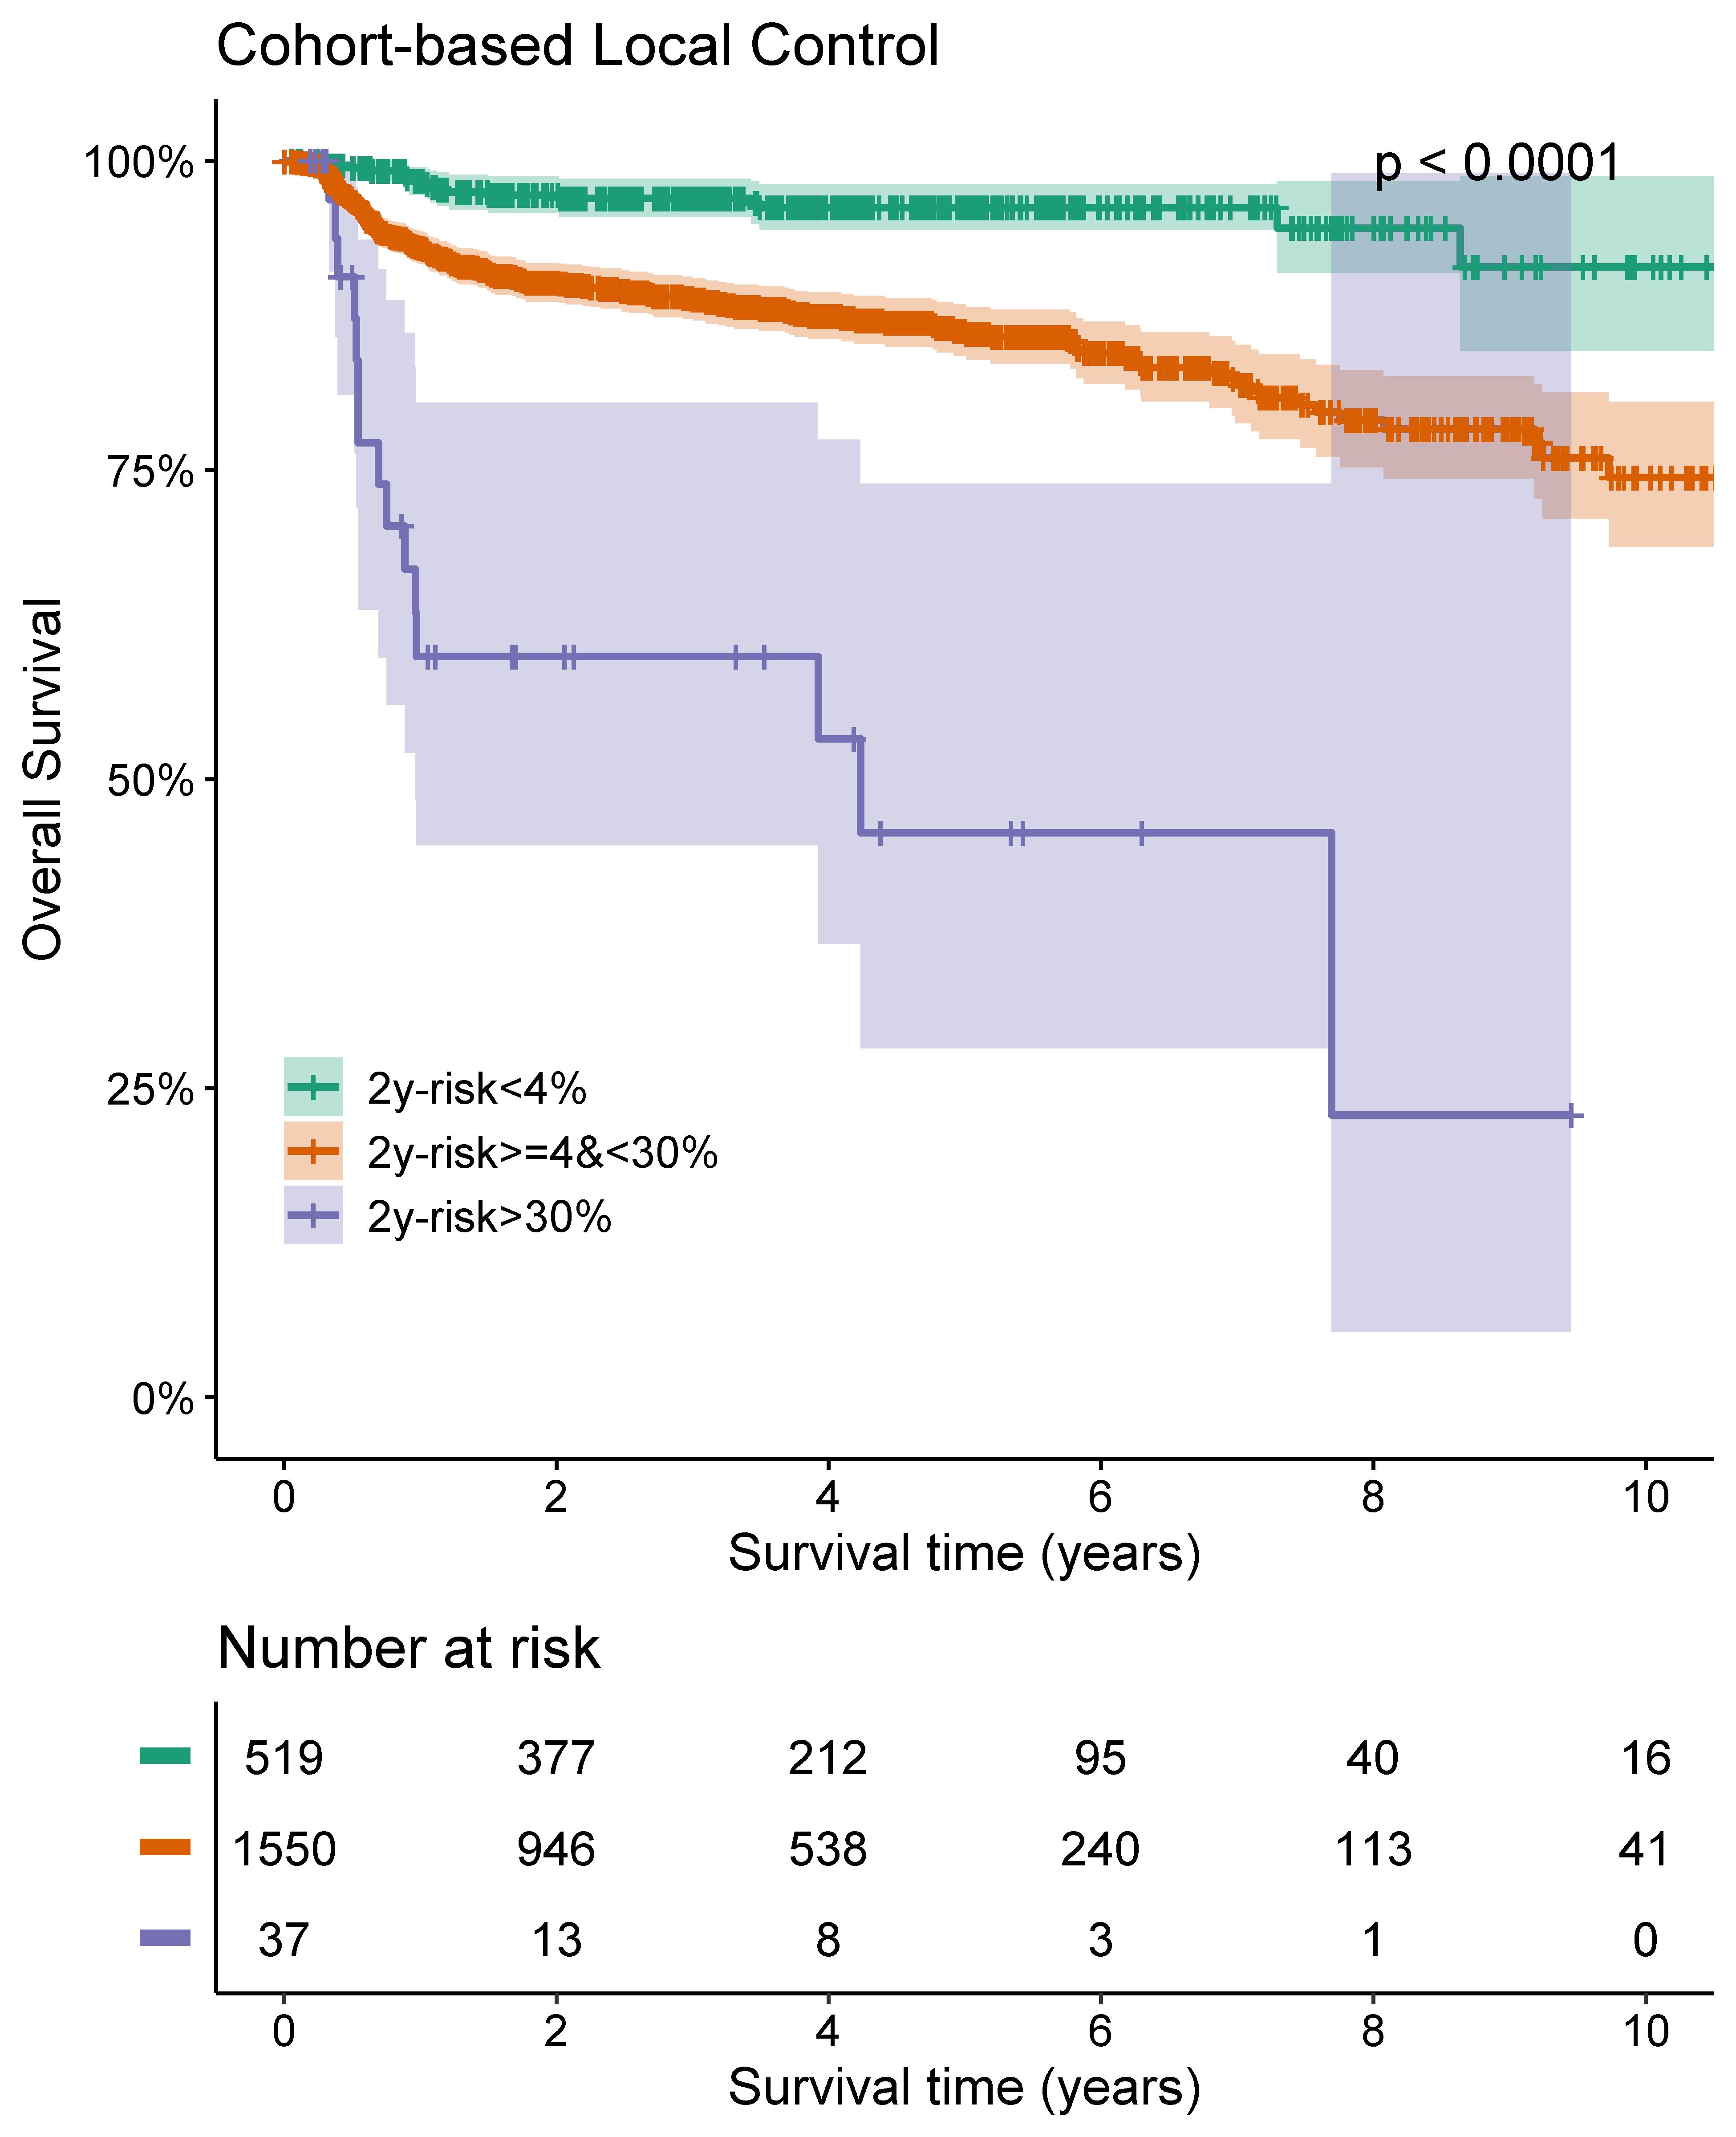 Cohort-based Local Control
p < 0.0001
100%
75%
50%
25%
0%
Overall Survival
2y-risk<4%
2y-risk>=4&<30%
2y-risk>30%
0 2 4 6 8 10
Survival time (years)
Number at risk
519 377 212 95 40 16
1550 946 538 240 113 41
37 13 8 3 1 0
0 2 4 6 8 10
Survival time (years)